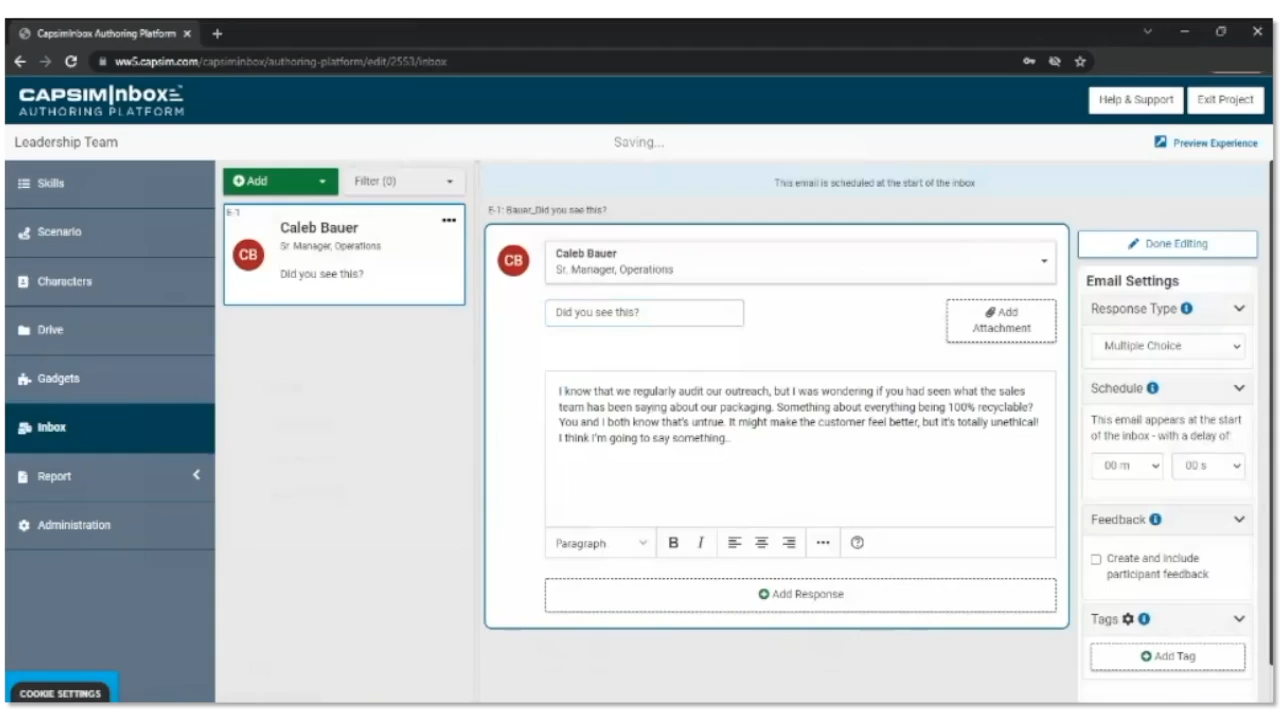 CapsimInbox Authoring Platform
ww5.capsim.com/capsiminbox/authoring-platform/edit/2553/inbox
CAPSIMInbox
AUTHORING PLATFORM
Help & Support
Exit Project
Leadership Team
Saving...
Preview Experience
Skills
Scenario
Characters
Drive
Gadgets
Inbox
Report
Administration
COOKIE SETTINGS
Add
Filter (0)
E-1
CB
Caleb Bauer
Sr. Manager, Operations
Did you see this?
This email is scheduled at the start of the inbox
E-1: Bauer_Did you see this?
CB
Caleb Bauer
Sr. Manager, Operations
Did you see this?
Add
Attachment
I know that we regularly audit our outreach, but I was wondering if you had seen what the sales
team has been saying about our packaging. Something about everything being 100% recyclable?
You and I both know that's untrue. It might make the customer feel better, but it's totally unethical!
I think I'm going to say something...
Paragraph
B I
Add Response
Done Editing
Email Settings
Response Type
Multiple Choice
Schedule
This email appears at the start
of the inbox - with a delay of
00 m
00 s
Feedback
Create and include
participant feedback
Tags
Add Tag